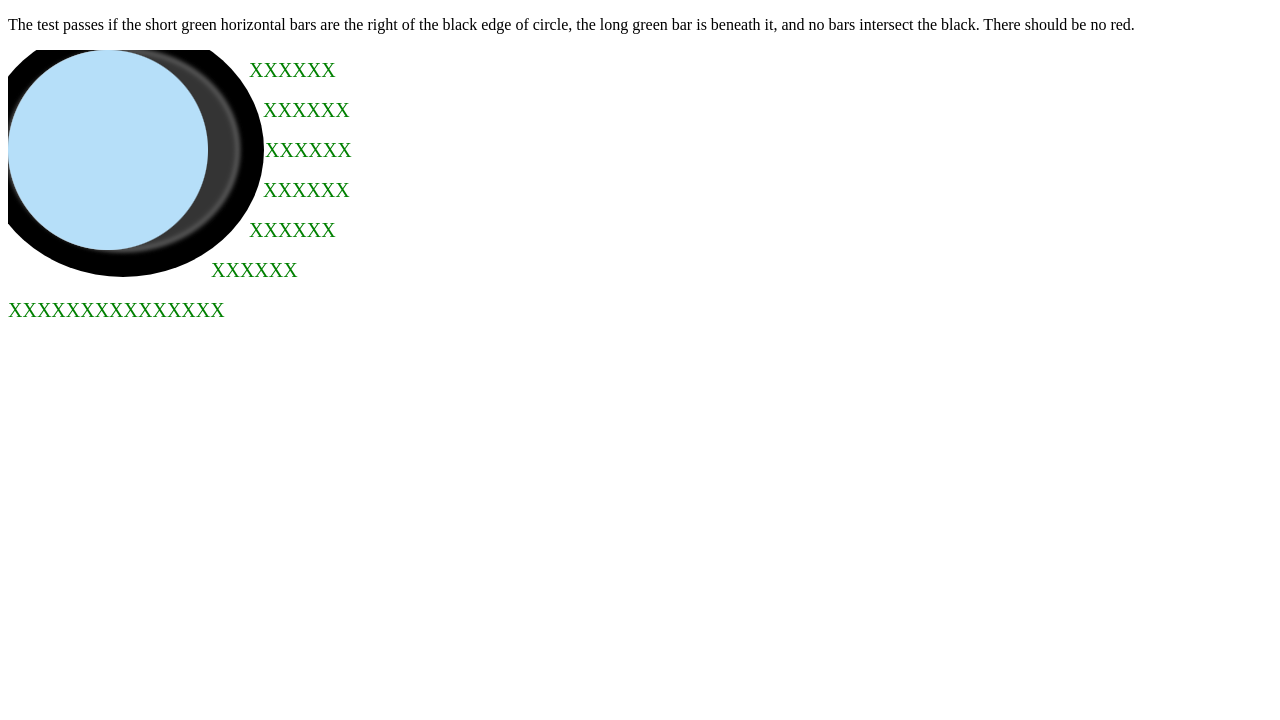 The test passes if the short green horizontal bars are the right of the black edge of circle, the long green bar is beneath it, and no bars intersect the black. There should be no red.
XXXXXX
XXXXXX
XXXXXX
XXXXXX
XXXXXX
XXXXXX
XXXXXXXXXXXXXXX